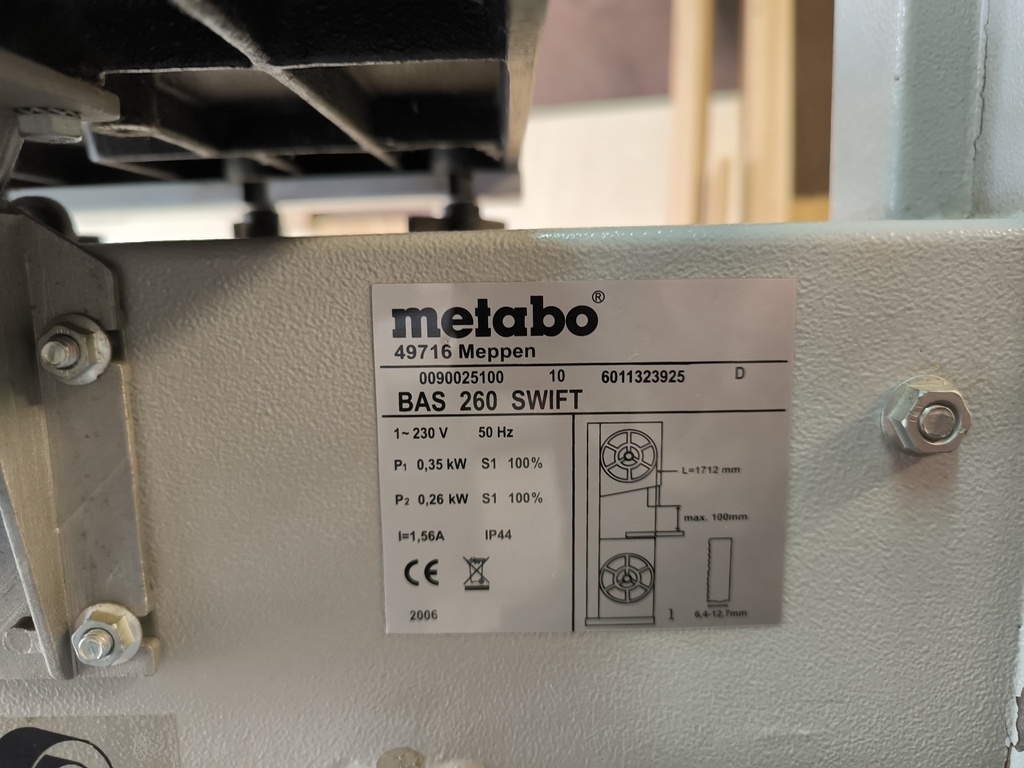 metabo®
49716 Meppen
0090025100 10 6011323925 D
BAS 260 SWIFT
1~ 230 V 50 Hz
P1 0,35 kW S1 100%
P2 0,26 kW S1 100%
I=1,56A IP44
CE
2006
L=1712 mm
max. 100mm
6,4-12,7mm
1